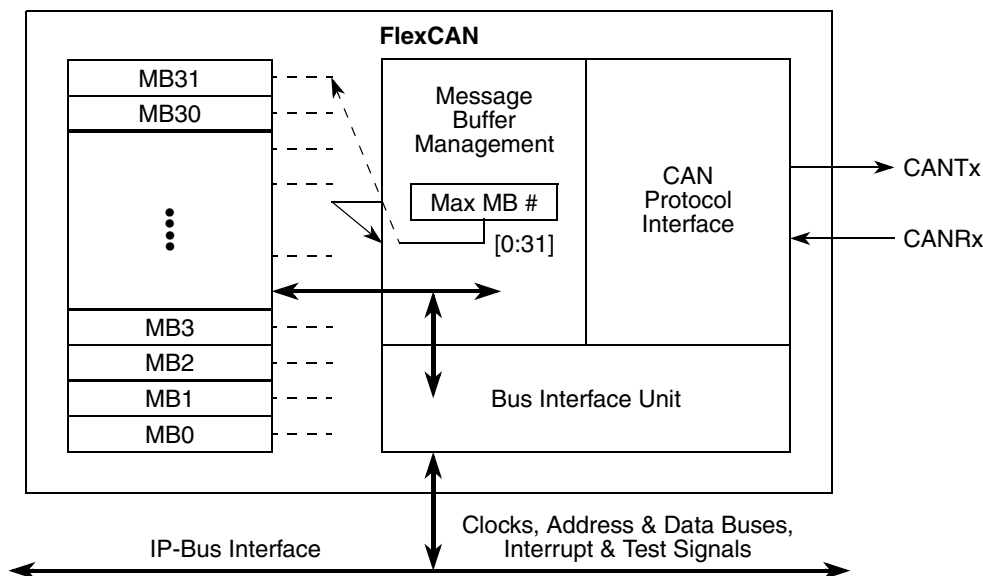 FlexCAN
MB31
MB30
MB3
MB2
MB1
MB0
Message
Buffer
Management
Max MB #
[0:31]
CAN
Protocol
Interface
CANTx
CANRx
Bus Interface Unit
IP-Bus Interface
Clocks, Address & Data Buses,
Interrupt & Test Signals